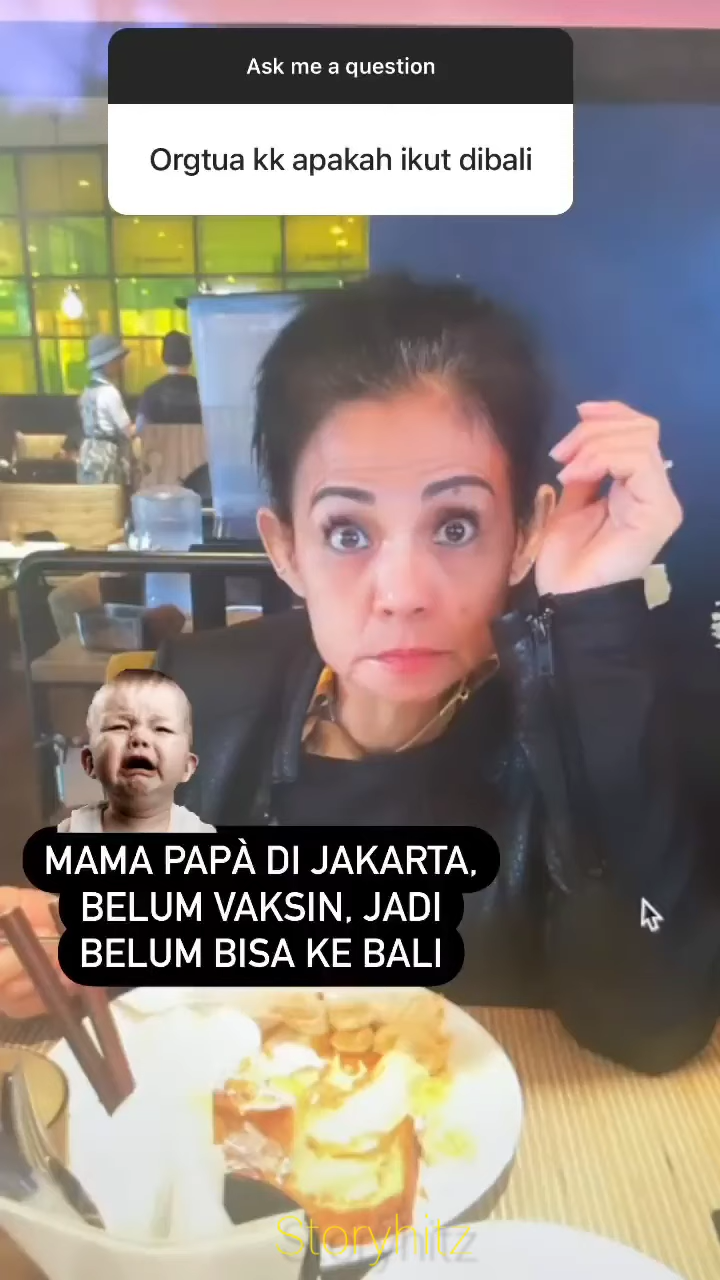 Ask me a question
Orgtua kk apakah ikut dibali
MAMA PAPÀ DI JAKARTA,
BELUM VAKSIN, JADI
BELUM BISA KE BALI
Storyhitz